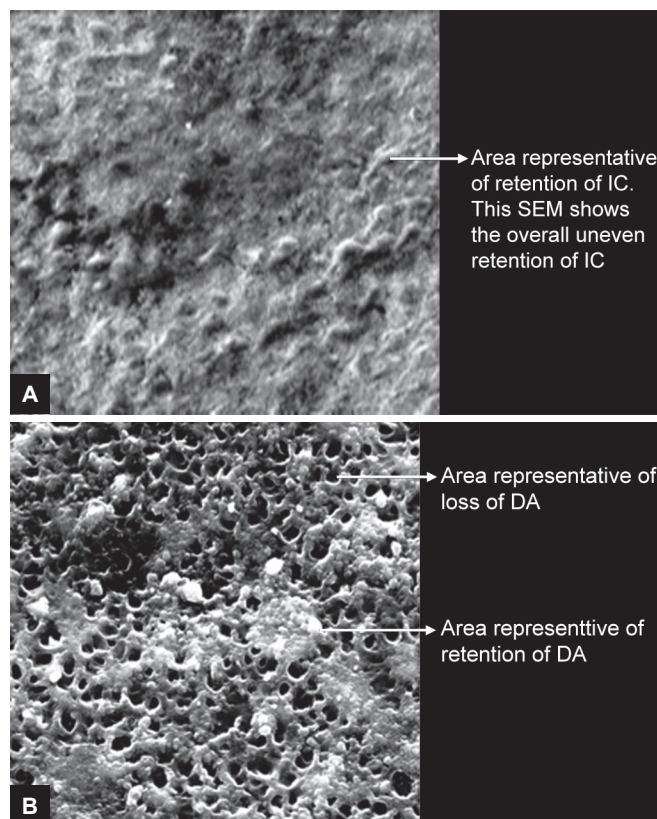 Area representative
of retention of IC.
This SEM shows
the overall uneven
retention of IC
A
Area representative of
loss of DA
Area representtive of
retention of DA
B